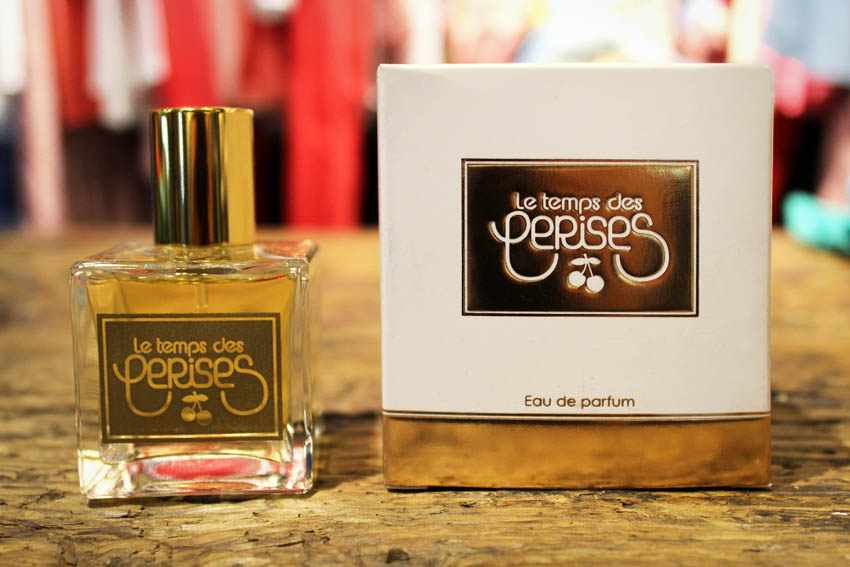 Le temps des
Cerises
Le temps des
Cerises
Eau de parfum